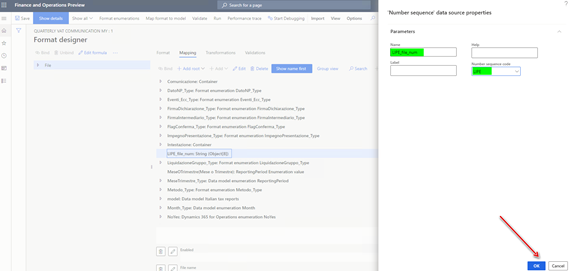 Finance and Operations Preview
Search for a page
Save
Show details
Show all
Format enumerations
Map format to model
Validate
Run
Performance trace
Start Debugging
Import
View
Options
QUARTERLY VAT COMMUNICATION MY : 1
Format designer
Bind
Unbind
Edit Formula
File
Format
Mapping
Transformations
Validations
Bind
Add root
Add
Edit
Delete
Show name first
Group view
Search
Comunicazione: Container
DatoNP_Type: Format enumeration DatoNP_Type
Eventi_Ecc_Type: Format enumeration Eventi_Ecc_Type
FirmaDichiarazione_Type: Format enumeration FirmaDichiarazione_Type
FirmaIntermediario_Type: Format enumeration FirmaIntermediario_Type
FlagConferma_Type: Format enumeration FlagConferma_Type
ImpegnoPresentazione_Type: Format enumeration ImpegnoPresentazione_Type
Intestazione: Container
LIPE_file_num: String (Object[6]):
LiquidazioneGruppo_Type: Format enumeration LiquidazioneGruppo_Type
MeseOTrimestre(Mese o Trimestre): ReportingPeriod Enumeration value
MeseTrimestre_Type: Data model enumeration ReportingPeriod
Metodo_Type: Format enumeration Metodo_Type
model: Data model Italian tax reports
Month_Type: Data model enumeration Month
NoYes: Dynamics 365 for Operations enumeration NoYes
Enabled
File name
'Number sequence' data source properties
Parameters
Name
LIPE_file_num
Help
Label
Number sequence code
LIPE
OK
Cancel